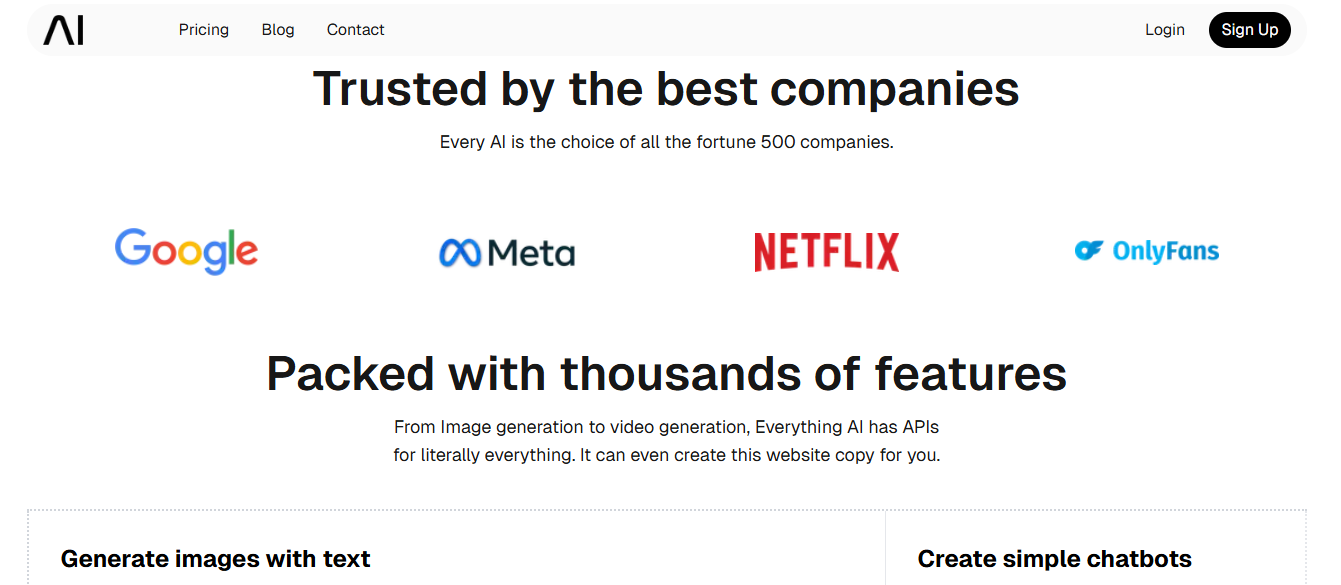 AI
Pricing Blog Contact Login Sign Up
Trusted by the best companies
Every AI is the choice of all the fortune 500 companies.
Google Meta NETFLIX OnlyFans
Packed with thousands of features
From Image generation to video generation, Everything AI has APIs
for literally everything. It can even create this website copy for you.
Generate images with text Create simple chatbots